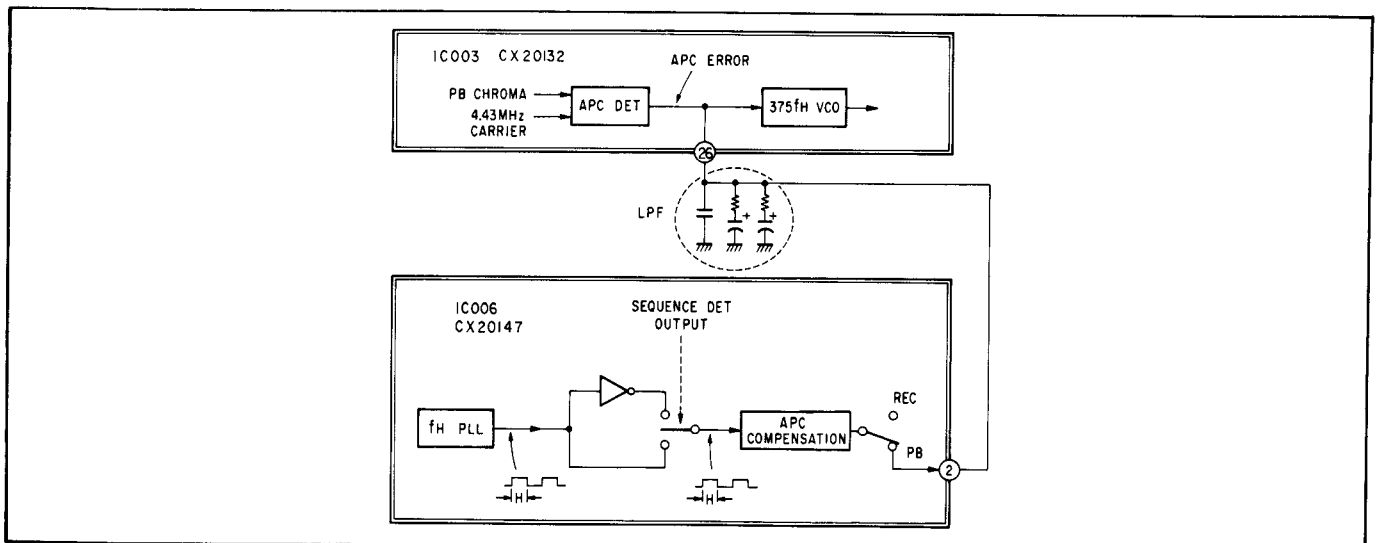 IC003 CX20132
APC ERROR
PB CHROMA
4.43MHz
CARRIER
APC DET
375fH VCO
26
LPF
+
+
IC006
CX20147
SEQUENCE DET
OUTPUT
fH PLL
H
H
APC
COMPENSATION
REC
PB
2